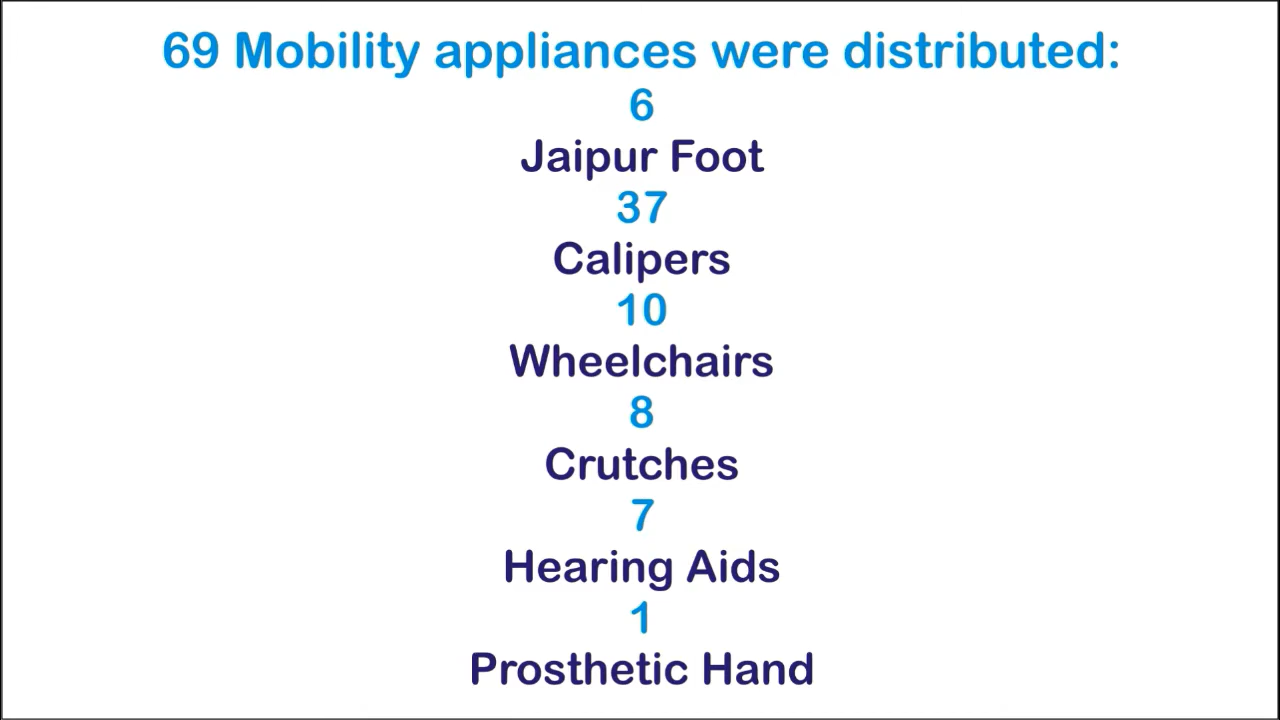 69 Mobility appliances were distributed:
6
Jaipur Foot
37
Calipers
10
Wheelchairs
8
Crutches
7
Hearing Aids
1
Prosthetic Hand